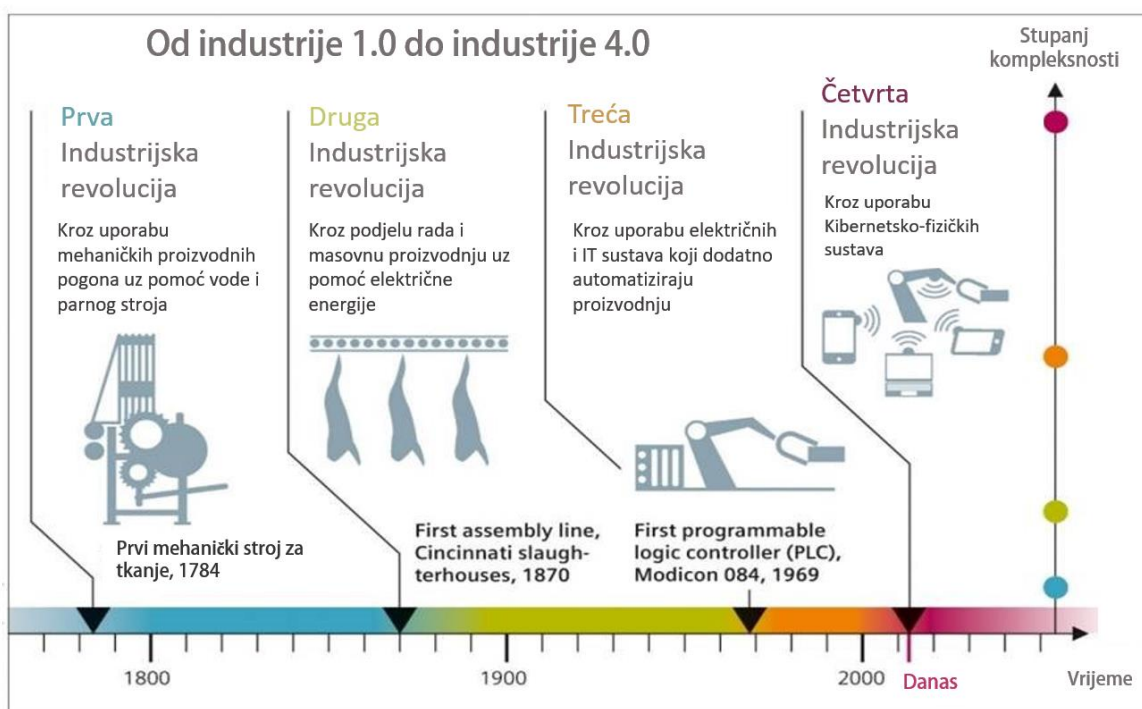 Od industrije 1.0 do industrije 4.0
Stupanj
kompleksnosti
Prva
Industrijska
revolucija
Kroz uporabu
mehaničkih proizvodnih
pogona uz pomoć vode i
parnog stroja
Druga
Industrijska
revolucija
Kroz podjelu rada i
masovnu proizvodnju uz
pomoć električne
energije
Treća
Industrijska
revolucija
Kroz uporabu električnih
i IT sustava koji dodatno
automatiziraju
proizvodnju
Četvrta
Industrijska
revolucija
Kroz uporabu
Kibernetsko-fizičkih
sustava
Prvi mehanički stroj za
tkanje, 1784
First assembly line,
Cincinnati slaugh-
terhouses, 1870
First programmable
logic controller (PLC),
Modicon 084, 1969
1800
1900
2000
Danas
Vrijeme